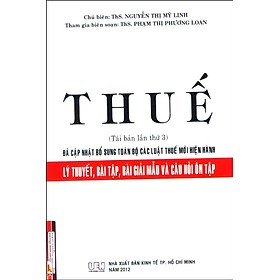 Chủ biên: ThS. NGUYỄN THỊ MỸ LINH
Tham gia biên soạn: ThS. PHẠM THỊ PHƯƠNG LOAN
THUẾ
(Tái bản lần thứ 3)
ĐÃ CẬP NHẬT BỔ SUNG TOÀN BỘ CÁC LUẬT THUẾ MỚI HIỆN HÀNH
LÝ THUYẾT, BÀI TẬP, BÀI GIẢI MẪU VÀ CÂU HỎI ÔN TẬP
NHÀ XUẤT BẢN KINH TẾ TP. HỒ CHÍ MINH
NĂM 2012